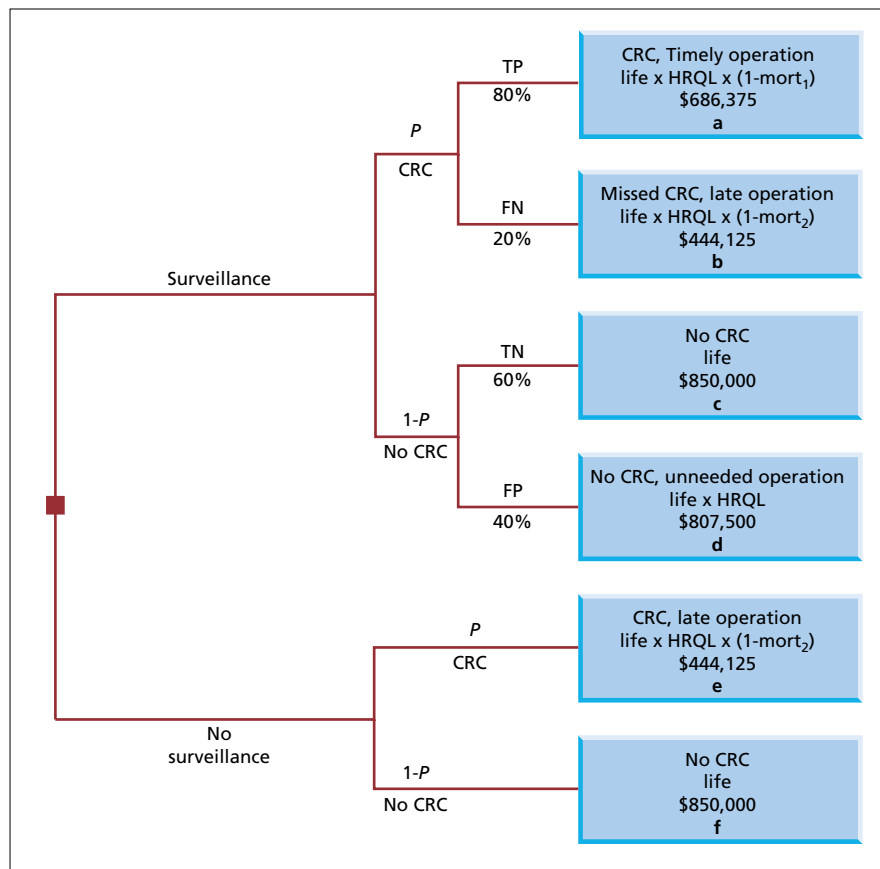 TP
80%
CRC, Timely operation
life x HRQL x (1-mort₁)
$686,375
a
P
CRC
FN
20%
Missed CRC, late operation
life x HRQL x (1-mort₂)
$444,125
b
Surveillance
TN
60%
No CRC
life
$850,000
c
1-P
No CRC
FP
40%
No CRC, unneeded operation
life x HRQL
$807,500
d
P
CRC
CRC, late operation
life x HRQL x (1-mort₂)
$444,125
e
No
surveillance
1-P
No CRC
No CRC
life
$850,000
f